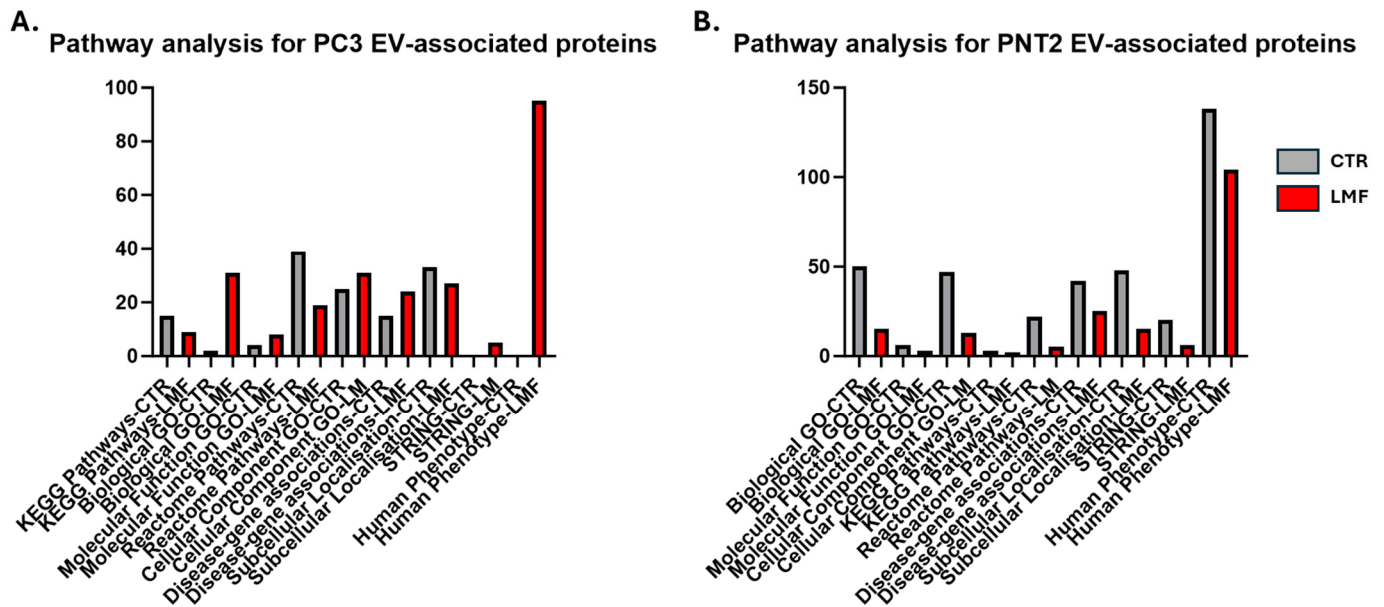 A.
Pathway analysis for PC3 EV-associated proteins
100
80
60
40
20
0
KEGG Pathways-CTR
KEGG Pathways-LMF
Biological GO-CTR
Biological GO-LMF
Molecular Function GO-CTR
Molecular Function GO-LMF
Reactome Pathways-CTR
Reactome Pathways-LMF
Cellular Component GO-CTR
Cellular Component GO-LM
Disease-gene associations-CTR
Disease-gene associations-LMF
Subcellular Localisation-CTR
Subcellular Localisation-LMF
STRING-CTR
STRING-LM
Human Phenotype-CTR
Human Phenotype-LMF
B.
Pathway analysis for PNT2 EV-associated proteins
150
100
50
0
Biological GO-CTR
Biological GO-LMF
Molecular Function GO-CTR
Molecular Function GO-LMF
Cellular Component GO-CTR
Cellular Component GO-LM
KEGG Pathways-CTR
KEGG Pathways-LMF
Reactome Pathways-CTR
Reactome Pathways-LM
Disease-gene associations-CTR
Disease-gene associations-LMF
Subcellular Localisation-CTR
Subcellular Localisation-LMF
STRING-CTR
STRING-LMF
Human Phenotype-CTR
Human Phenotype-LMF
CTR
LMF